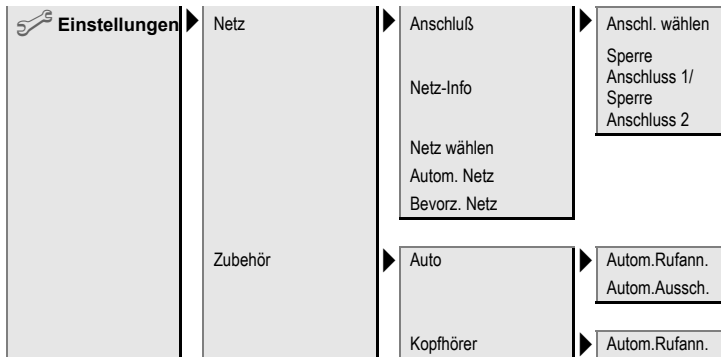 Einstellungen
Netz
Anschluß
Anschl. wählen
Sperre
Anschluss 1/
Sperre
Anschluss 2
Netz-Info
Netz wählen
Autom. Netz
Bevorz. Netz
Zubehör
Auto
Autom.Rufann.
Autom.Aussch.
Kopfhörer
Autom.Rufann.